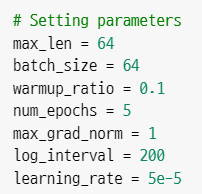 # Setting parameters
max_len = 64
batch_size = 64
warmup_ratio = 0.1
num_epochs = 5
max_grad_norm = 1
log_interval = 200
learning_rate = 5e-5